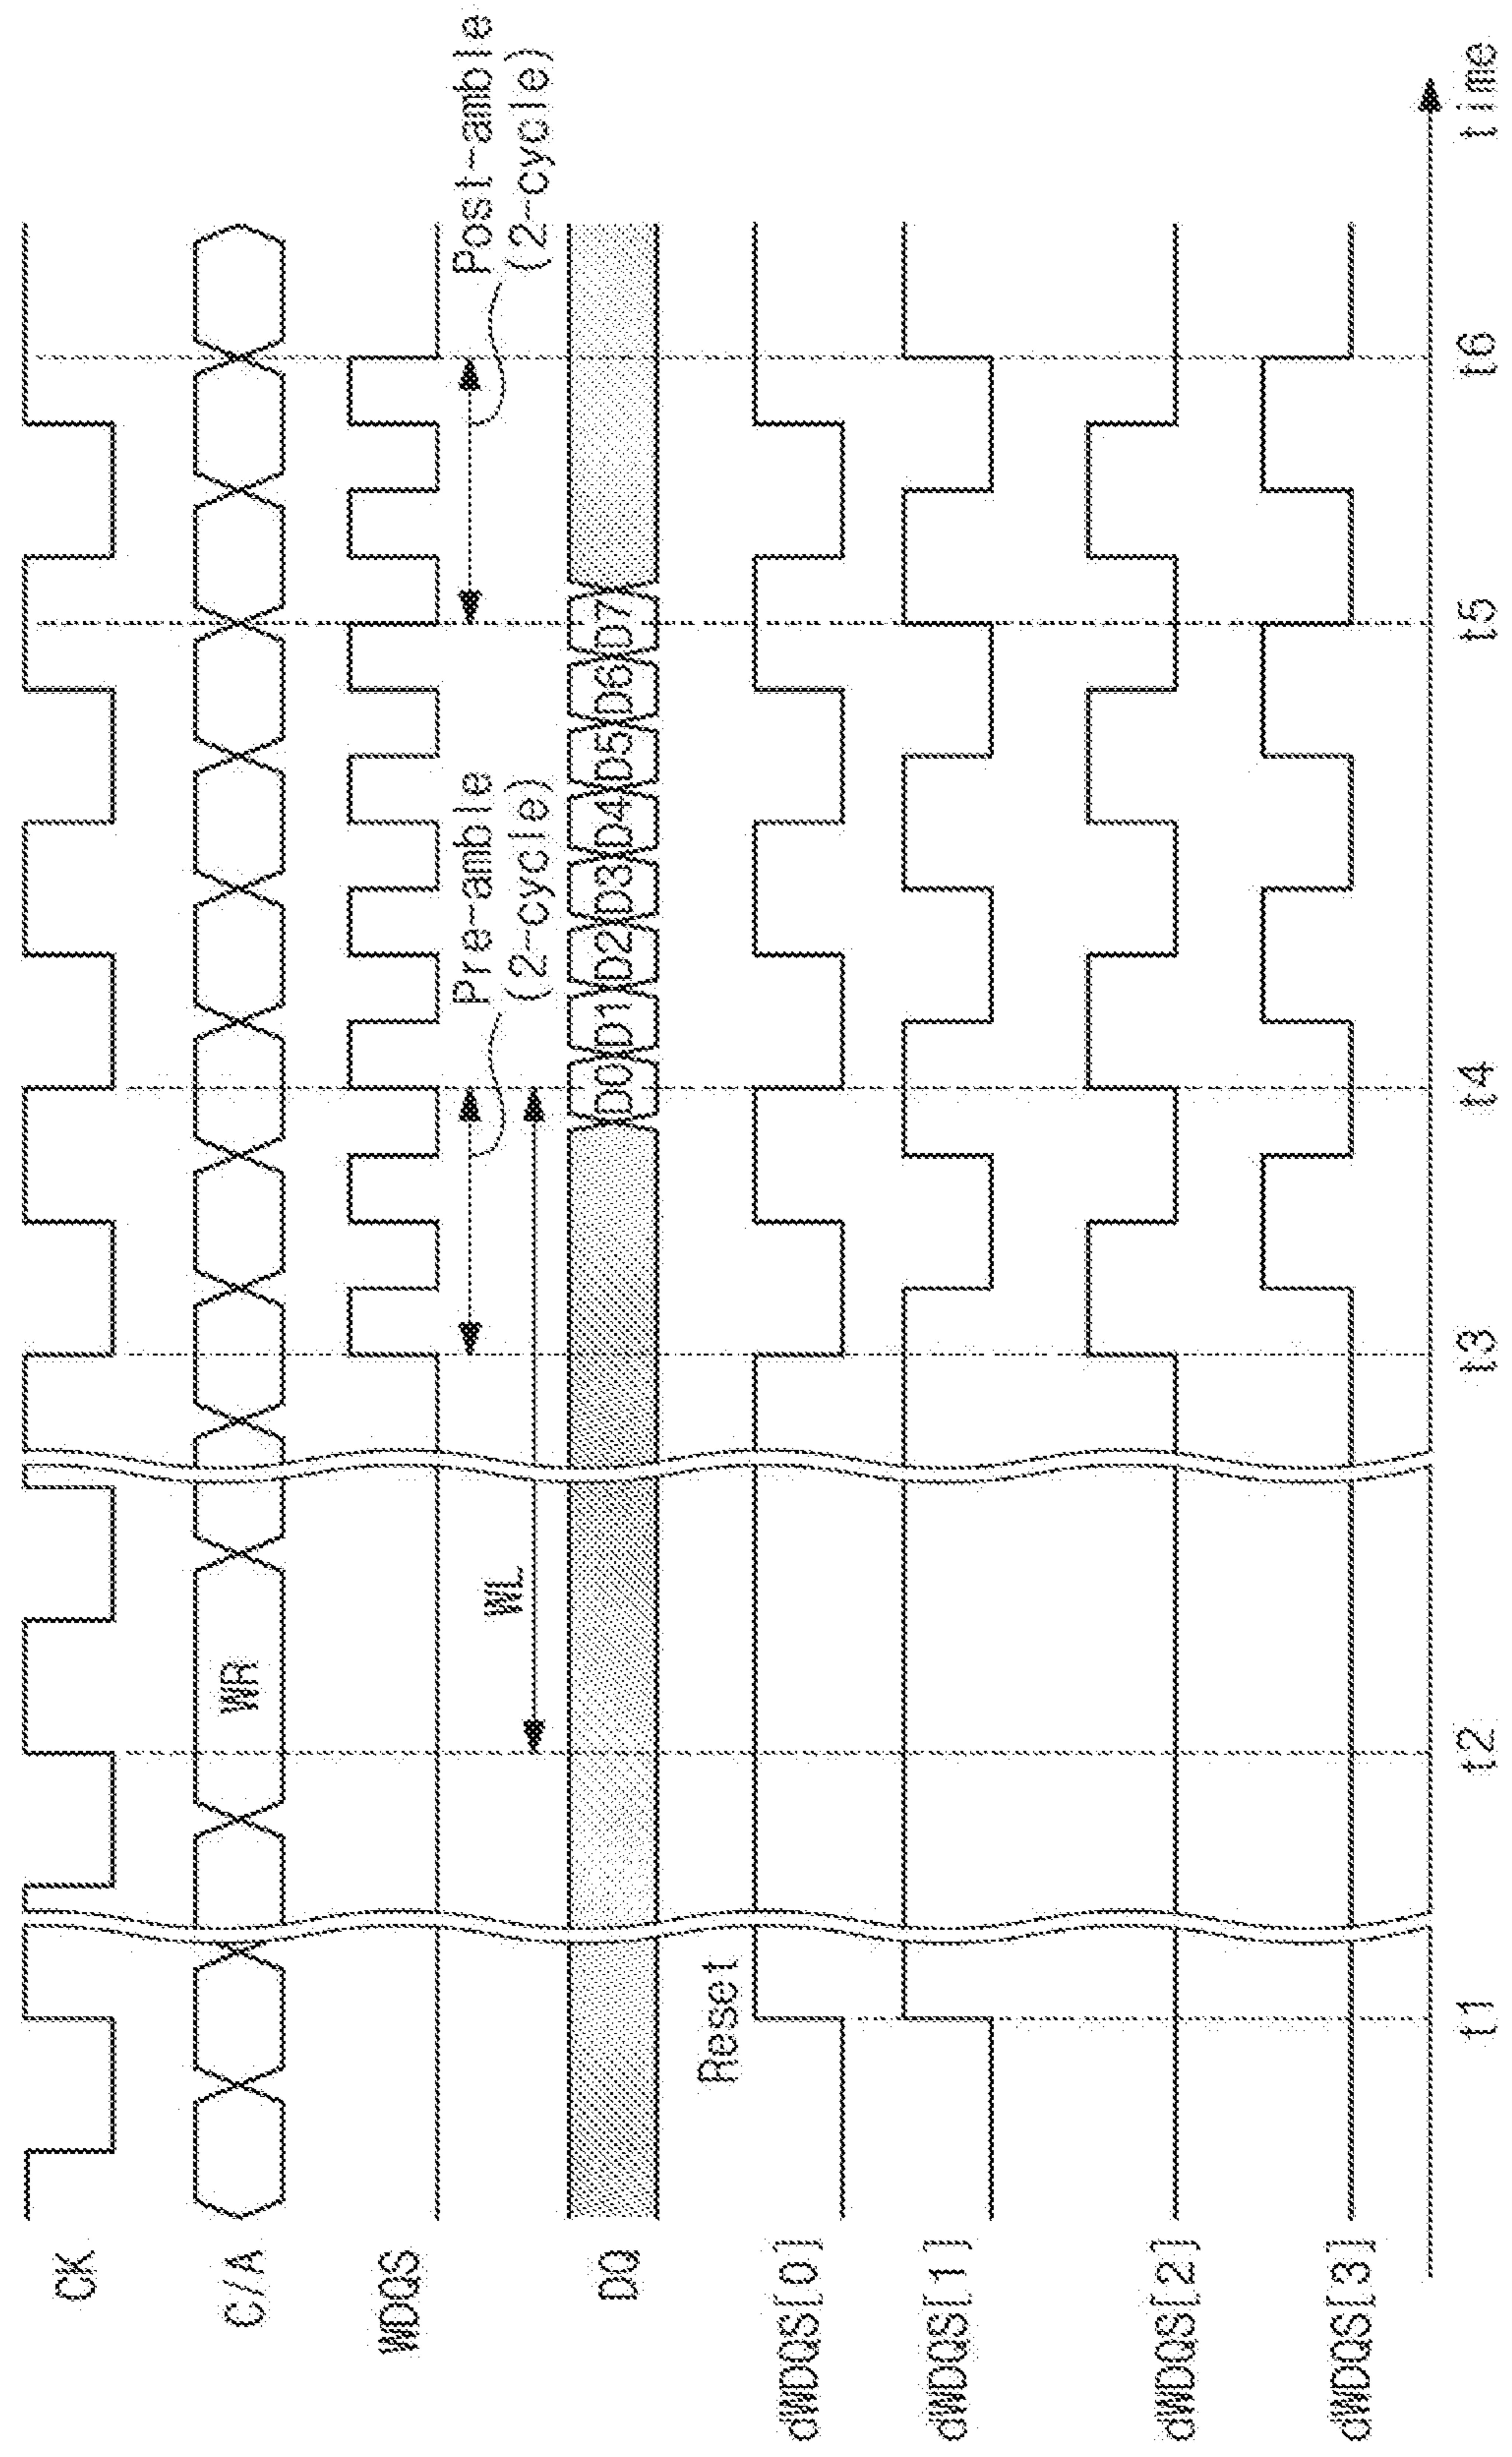 CK
C/A
WR
WDQS
Pre-amble
(2-cycle)
Post-amble
(2-cycle)
WL
DQ
D0 D1 D2 D3 D4 D5 D6 D7
Reset
dWDQS[0]
dWDQS[1]
dWDQS[2]
dWDQS[3]
t1 t2 t3 t4 t5 t6 time